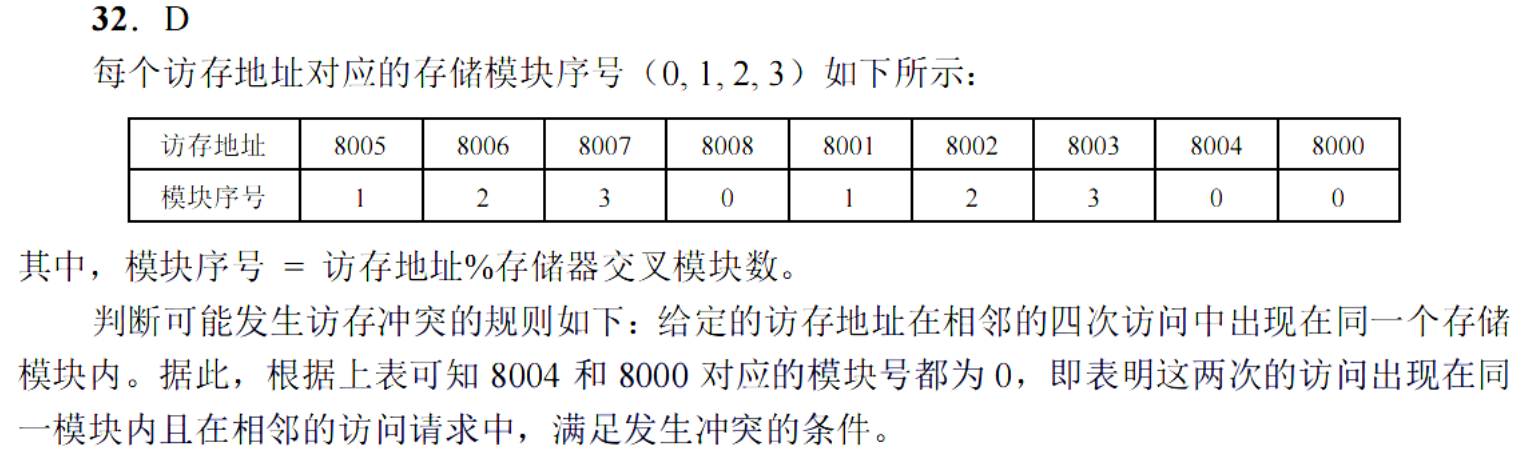 32．D
每个访存地址对应的存储模块序号（0, 1, 2, 3）如下所示：
访存地址 8005 8006 8007 8008 8001 8002 8003 8004 8000
模块序号 1 2 3 0 1 2 3 0 0
其中，模块序号 = 访存地址%存储器交叉模块数。
判断可能发生访存冲突的规则如下：给定的访存地址在相邻的四次访问中出现在同一个存储
模块内。据此，根据上表可知 8004 和 8000 对应的模块号都为 0，即表明这两次的访问出现在同
一模块内且在相邻的访问请求中，满足发生冲突的条件。